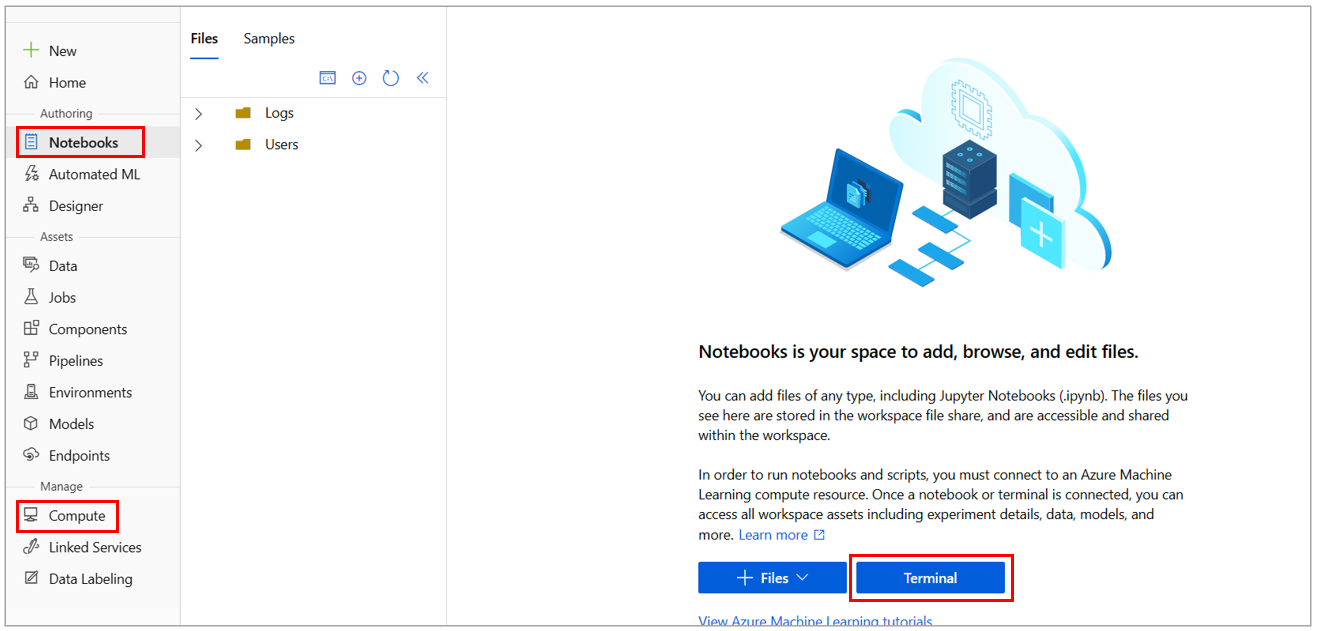 New
Home
Authoring
Notebooks
Automated ML
Designer
Assets
Data
Jobs
Components
Pipelines
Environments
Models
Endpoints
Manage
Compute
Linked Services
Data Labeling
Files Samples
Logs
Users
Notebooks is your space to add, browse, and edit files.
You can add files of any type, including Jupyter Notebooks (.ipynb). The files you
see here are stored in the workspace file share, and are accessible and shared
within the workspace.
In order to run notebooks and scripts, you must connect to an Azure Machine
Learning compute resource. Once a notebook or terminal is connected, you can
access all workspace assets including experiment details, data, models, and
more. Learn more
Files
Terminal
View Azure Machine Learning tutorials